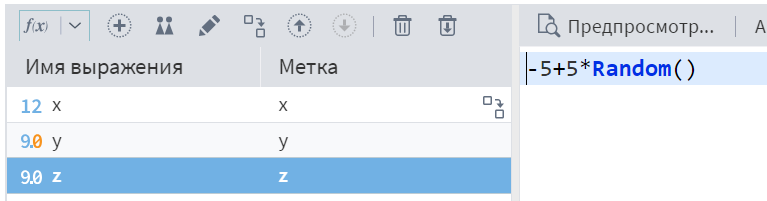 f(x)
Предпросмотр... А
Имя выражения Метка
-5+5*Random()
12 x x
9.0 y y
9.0 z z